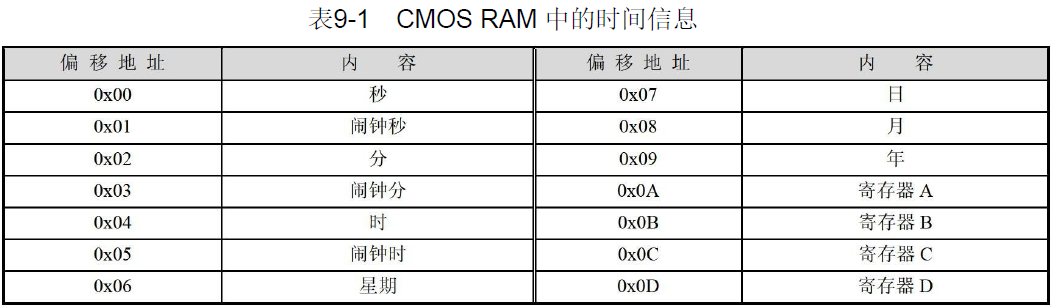 表9-1 CMOS RAM 中的时间信息
偏移地址 内 容 偏移地址 内 容
0x00 秒 0x07 日
0x01 闹钟秒 0x08 月
0x02 分 0x09 年
0x03 闹钟分 0x0A 寄存器 A
0x04 时 0x0B 寄存器 B
0x05 闹钟时 0x0C 寄存器 C
0x06 星期 0x0D 寄存器 D